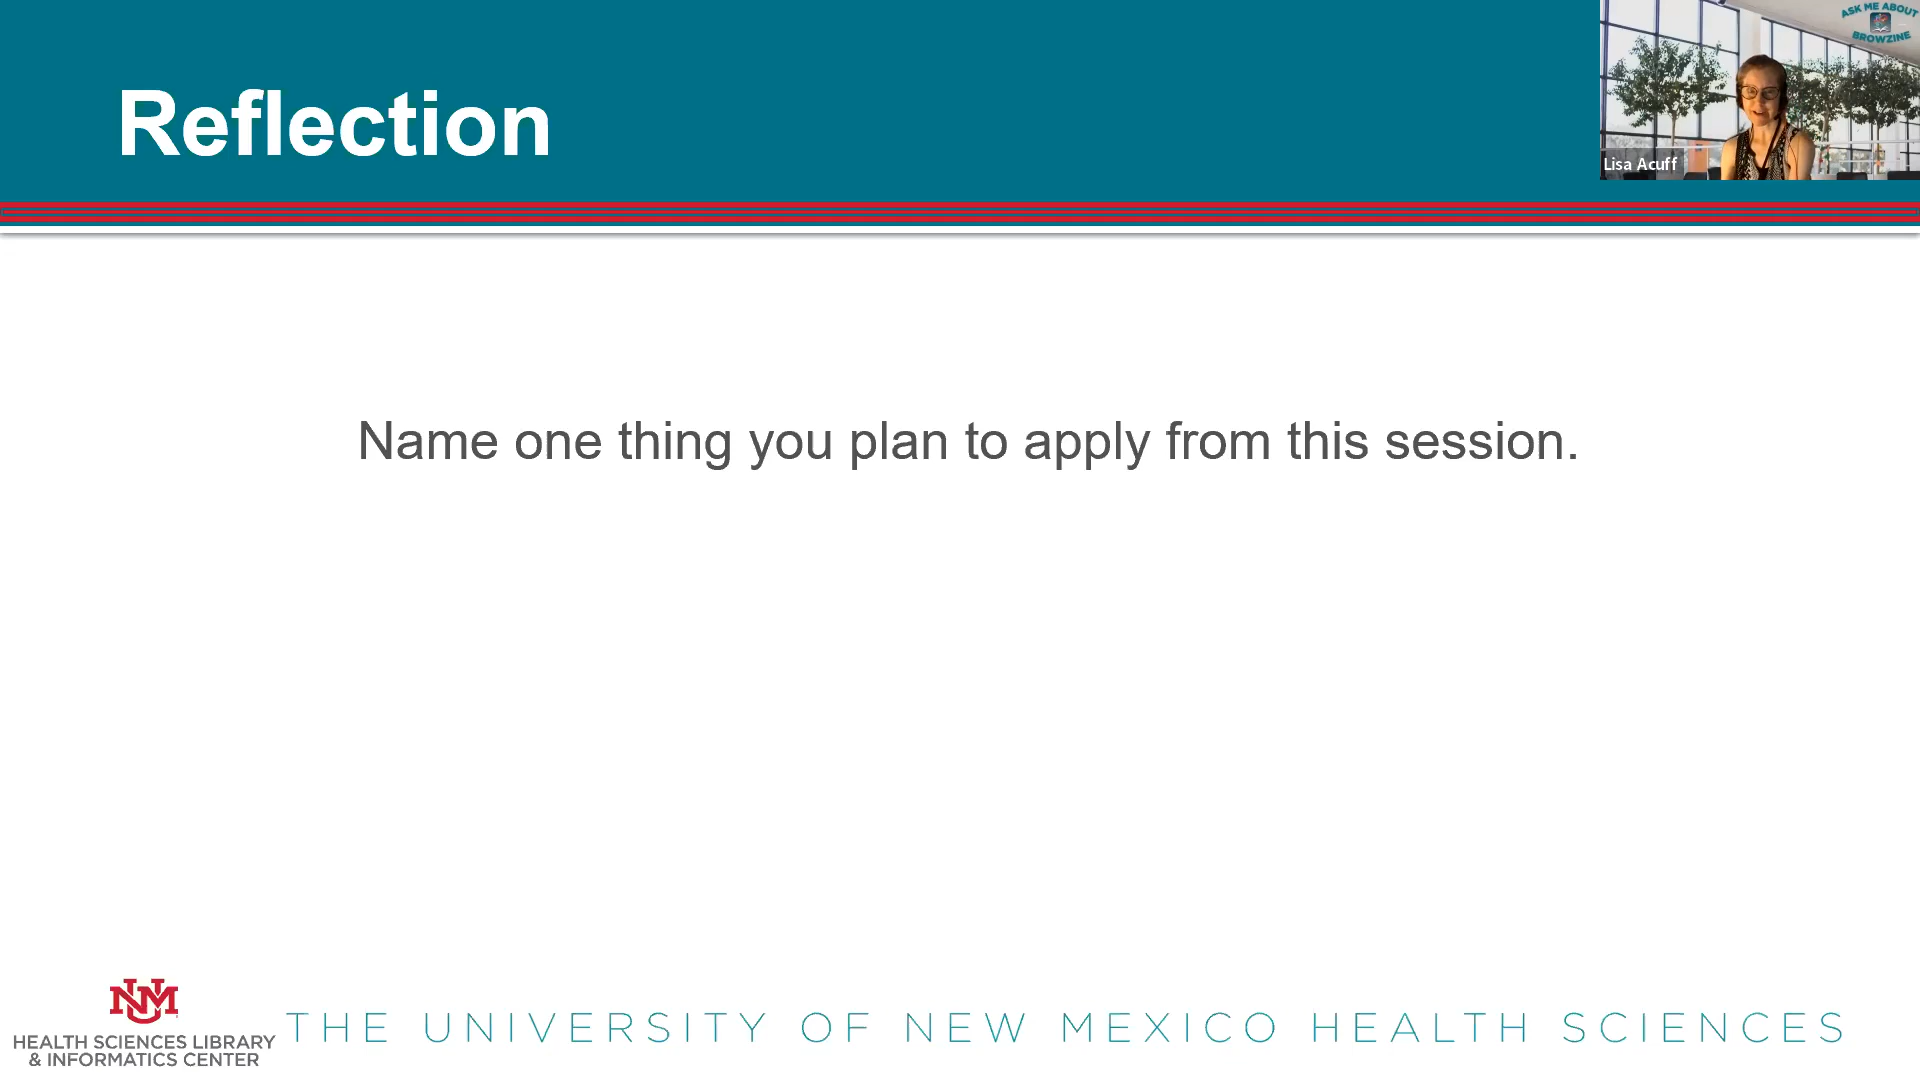 Reflection
ASK ME ABOUT
BROWZINE
Lisa Acuff
Name one thing you plan to apply from this session.
UNM
HEALTH SCIENCES LIBRARY
& INFORMATICS CENTER
THE UNIVERSITY OF NEW MEXICO HEALTH SCIENCES